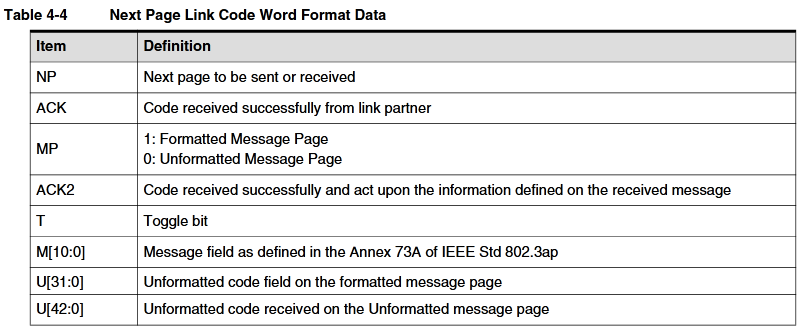 Table 4-4 Next Page Link Code Word Format Data
Item Definition
NP Next page to be sent or received
ACK Code received successfully from link partner
MP 1: Formatted Message Page
0: Unformatted Message Page
ACK2 Code received successfully and act upon the information defined on the received message
T Toggle bit
M[10:0] Message field as defined in the Annex 73A of IEEE Std 802.3ap
U[31:0] Unformatted code field on the formatted message page
U[42:0] Unformatted code received on the Unformatted message page